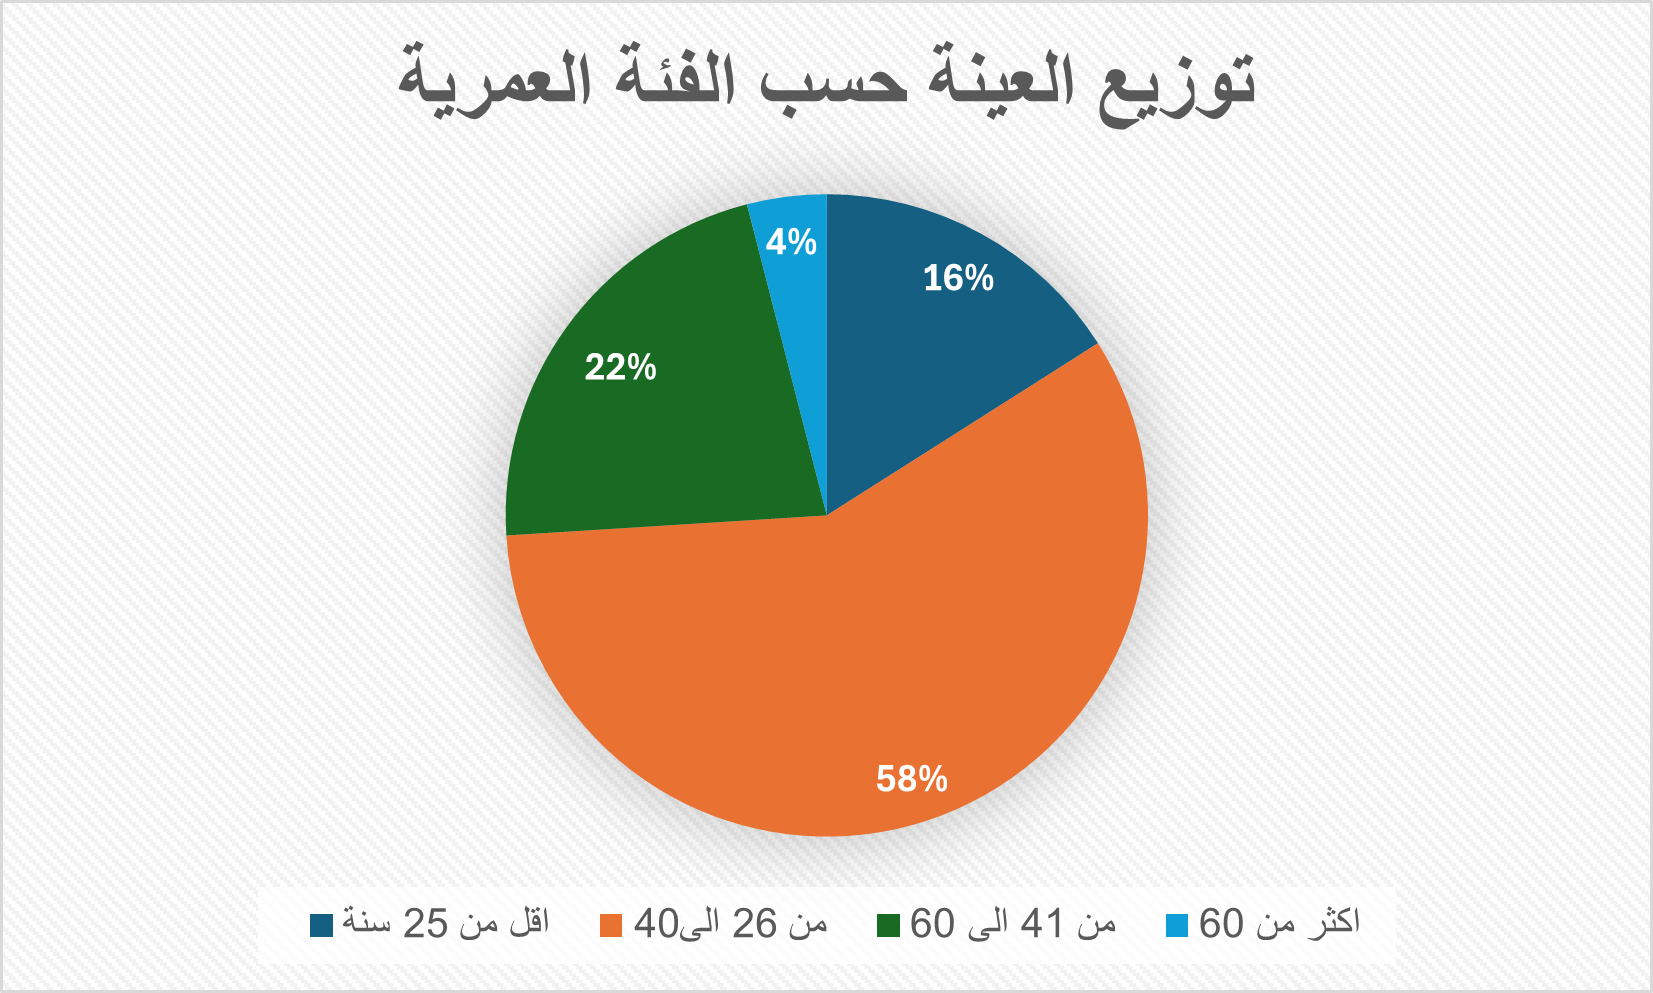 توزيع العينة حسب الفئة العمرية
4%
16%
22%
58%
اقل من 25 سنة
من 26 الى40
من 41 الى 60
اكثر من 60